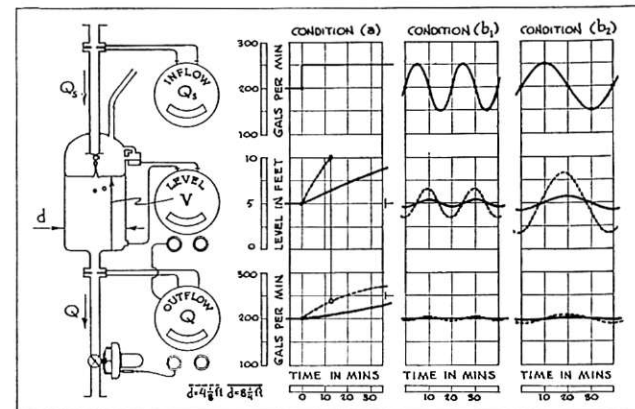 CONDITION (a)
CONDITION (b₁)
CONDITION (b₂)
INFLOW
Qs
Qs
300
200
100
GALS PER MIN
LEVEL
V
d
10
5
0
LEVEL IN FEET
OUTFLOW
Q
Q
300
200
100
GALS PER MIN
TIME IN MINS
TIME IN MINS
TIME IN MINS
0 10 20 30
10 20 30
10 20 30